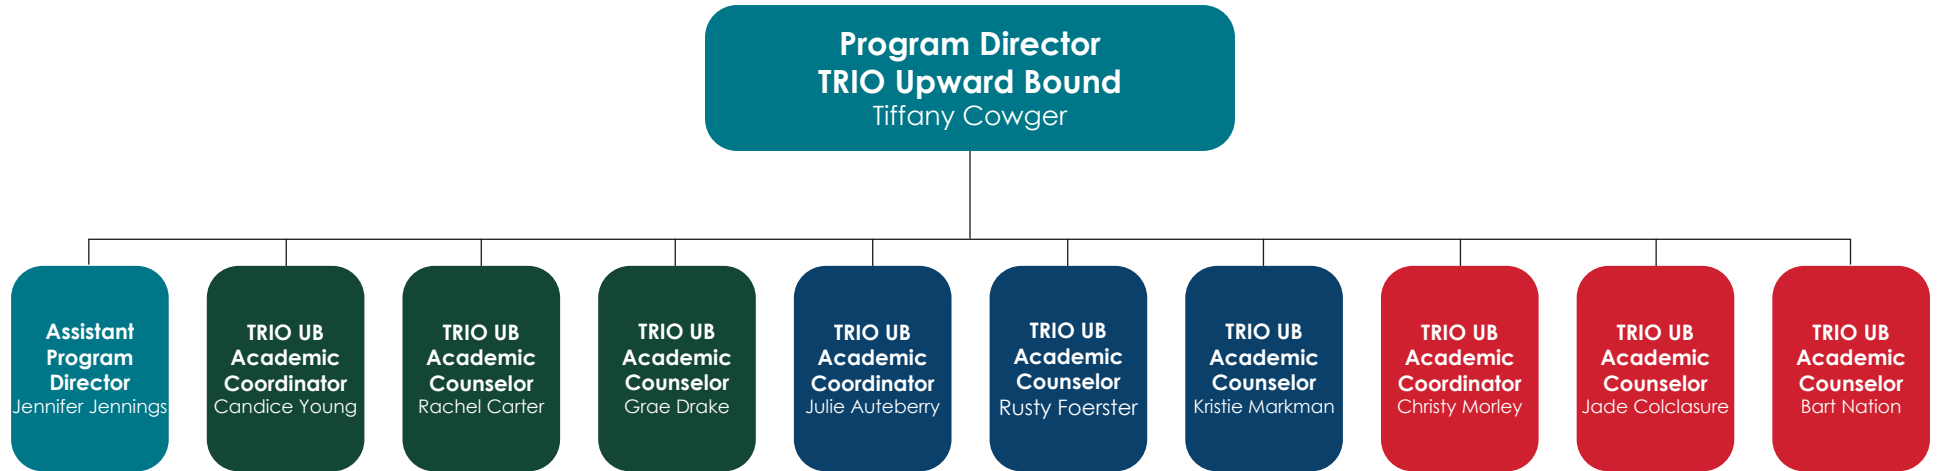 Program Director
TRIO Upward Bound
Tiffany Cowger
Assistant
Program
Director
Jennifer Jennings
TRIO UB
Academic
Coordinator
Candice Young
TRIO UB
Academic
Counselor
Rachel Carter
TRIO UB
Academic
Counselor
Grae Drake
TRIO UB
Academic
Coordinator
Julie Auteberry
TRIO UB
Academic
Counselor
Rusty Foerster
TRIO UB
Academic
Counselor
Kristie Markman
TRIO UB
Academic
Coordinator
Christy Morley
TRIO UB
Academic
Counselor
Jade Colclasure
TRIO UB
Academic
Counselor
Bart Nation